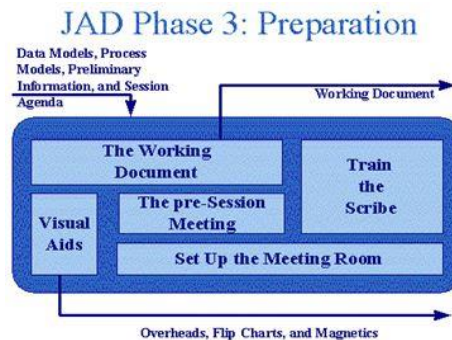 JAD Phase 3: Preparation
Data Models, Process
Models, Preliminary
Information, and Session
Agenda
Working Document
The Working
Document
Train
the
Scribe
The pre-Session
Meeting
Visual
Aids
Set Up the Meeting Room
Overheads, Flip Charts, and Magnetics